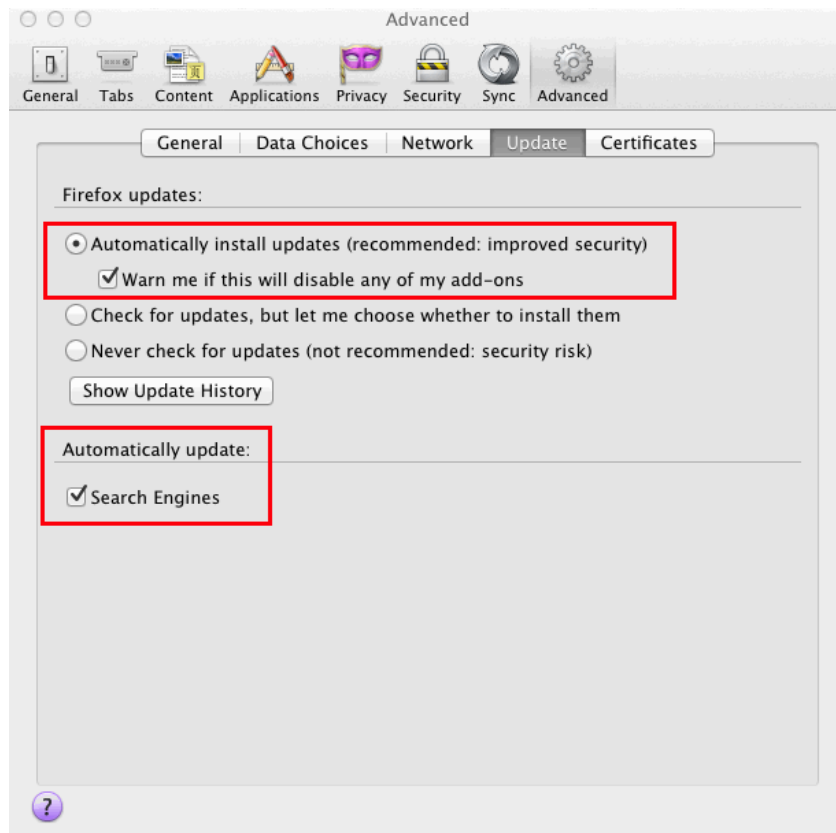 Advanced
General Tabs Content Applications Privacy Security Sync Advanced
General Data Choices Network Update Certificates
Firefox updates:
Automatically install updates (recommended: improved security)
Warn me if this will disable any of my add-ons
Check for updates, but let me choose whether to install them
Never check for updates (not recommended: security risk)
Show Update History
Automatically update:
Search Engines
?